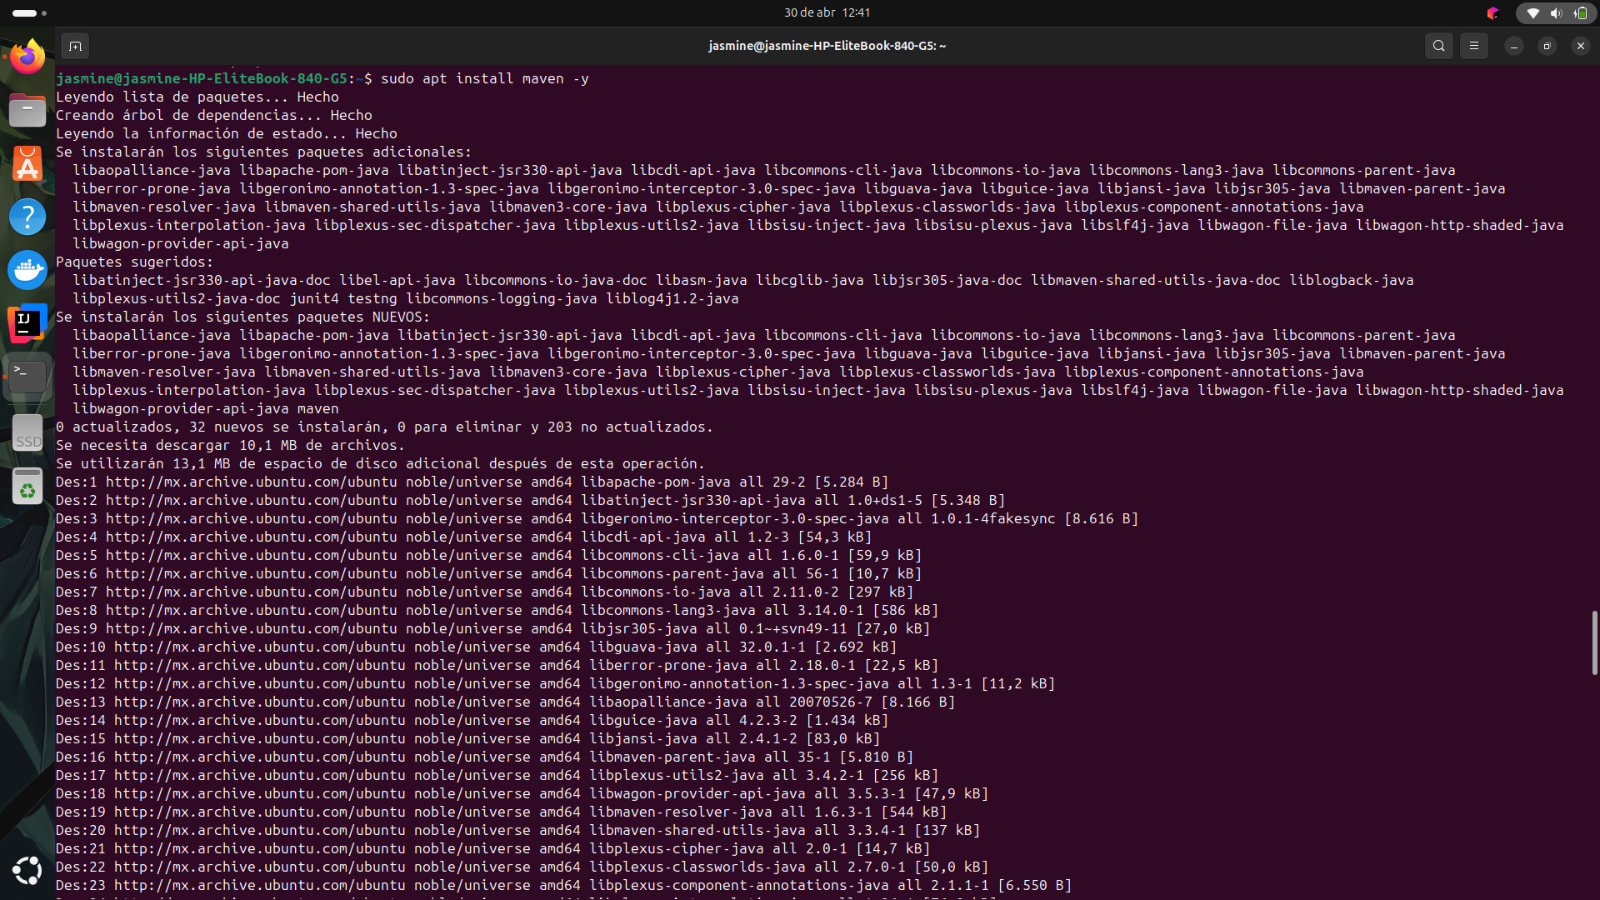 30 de abr 12:41
jasmine@jasmine-HP-EliteBook-840-G5: ~
jasmine@jasmine-HP-EliteBook-840-G5:~$ sudo apt install maven -y
Leyendo lista de paquetes... Hecho
Creando árbol de dependencias... Hecho
Leyendo la información de estado... Hecho
Se instalarán los siguientes paquetes adicionales:
libaopalliance-java libapache-pom-java libatinject-jsr330-api-java libcdi-api-java libcommons-cli-java libcommons-io-java libcommons-lang3-java libcommons-parent-java
liberror-prone-java libgeronimo-annotation-1.3-spec-java libgeronimo-interceptor-3.0-spec-java libguava-java libguice-java libjansi-java libjsr305-java libmaven-parent-java
libmaven-resolver-java libmaven-shared-utils-java libmaven3-core-java libplexus-cipher-java libplexus-classworlds-java libplexus-component-annotations-java
libplexus-interpolation-java libplexus-sec-dispatcher-java libplexus-utils2-java libsisu-inject-java libsisu-plexus-java libslf4j-java libwagon-file-java libwagon-http-shaded-java
libwagon-provider-api-java
Paquetes sugeridos:
libatinject-jsr330-api-java-doc libel-api-java libcommons-io-java-doc libasm-java libcglib-java libjsr305-java-doc libmaven-shared-utils-java-doc liblogback-java
libplexus-utils2-java-doc junit4 testng libcommons-logging-java liblog4j1.2-java
Se instalarán los siguientes paquetes NUEVOS:
libaopalliance-java libapache-pom-java libatinject-jsr330-api-java libcdi-api-java libcommons-cli-java libcommons-io-java libcommons-lang3-java libcommons-parent-java
liberror-prone-java libgeronimo-annotation-1.3-spec-java libgeronimo-interceptor-3.0-spec-java libguava-java libguice-java libjansi-java libjsr305-java libmaven-parent-java
libmaven-resolver-java libmaven-shared-utils-java libmaven3-core-java libplexus-cipher-java libplexus-classworlds-java libplexus-component-annotations-java
libplexus-interpolation-java libplexus-sec-dispatcher-java libplexus-utils2-java libsisu-inject-java libsisu-plexus-java libslf4j-java libwagon-file-java libwagon-http-shaded-java
libwagon-provider-api-java maven
0 actualizados, 32 nuevos se instalarán, 0 para eliminar y 203 no actualizados.
Se necesita descargar 10,1 MB de archivos.
Se utilizarán 13,1 MB de espacio de disco adicional después de esta operación.
Des:1 http://mx.archive.ubuntu.com/ubuntu noble/universe amd64 libapache-pom-java all 29-2 [5.284 B]
Des:2 http://mx.archive.ubuntu.com/ubuntu noble/universe amd64 libatinject-jsr330-api-java all 1.0+ds1-5 [5.348 B]
Des:3 http://mx.archive.ubuntu.com/ubuntu noble/universe amd64 libgeronimo-interceptor-3.0-spec-java all 1.0.1-4fakesync [8.616 B]
Des:4 http://mx.archive.ubuntu.com/ubuntu noble/universe amd64 libcdi-api-java all 1.2-3 [54,3 kB]
Des:5 http://mx.archive.ubuntu.com/ubuntu noble/universe amd64 libcommons-cli-java all 1.6.0-1 [59,9 kB]
Des:6 http://mx.archive.ubuntu.com/ubuntu noble/universe amd64 libcommons-parent-java all 56-1 [10,7 kB]
Des:7 http://mx.archive.ubuntu.com/ubuntu noble/universe amd64 libcommons-io-java all 2.11.0-2 [297 kB]
Des:8 http://mx.archive.ubuntu.com/ubuntu noble/universe amd64 libcommons-lang3-java all 3.14.0-1 [586 kB]
Des:9 http://mx.archive.ubuntu.com/ubuntu noble/universe amd64 libjsr305-java all 0.1~+svn49-11 [27,0 kB]
Des:10 http://mx.archive.ubuntu.com/ubuntu noble/universe amd64 libguava-java all 32.0.1-1 [2.692 kB]
Des:11 http://mx.archive.ubuntu.com/ubuntu noble/universe amd64 liberror-prone-java all 2.18.0-1 [22,5 kB]
Des:12 http://mx.archive.ubuntu.com/ubuntu noble/universe amd64 libgeronimo-annotation-1.3-spec-java all 1.3-1 [11,2 kB]
Des:13 http://mx.archive.ubuntu.com/ubuntu noble/universe amd64 libaopalliance-java all 20070526-7 [8.166 B]
Des:14 http://mx.archive.ubuntu.com/ubuntu noble/universe amd64 libguice-java all 4.2.3-2 [1.434 kB]
Des:15 http://mx.archive.ubuntu.com/ubuntu noble/universe amd64 libjansi-java all 2.4.1-2 [83,0 kB]
Des:16 http://mx.archive.ubuntu.com/ubuntu noble/universe amd64 libmaven-parent-java all 35-1 [5.810 B]
Des:17 http://mx.archive.ubuntu.com/ubuntu noble/universe amd64 libplexus-utils2-java all 3.4.2-1 [256 kB]
Des:18 http://mx.archive.ubuntu.com/ubuntu noble/universe amd64 libwagon-provider-api-java all 3.5.3-1 [47,9 kB]
Des:19 http://mx.archive.ubuntu.com/ubuntu noble/universe amd64 libmaven-resolver-java all 1.6.3-1 [544 kB]
Des:20 http://mx.archive.ubuntu.com/ubuntu noble/universe amd64 libmaven-shared-utils-java all 3.3.4-1 [137 kB]
Des:21 http://mx.archive.ubuntu.com/ubuntu noble/universe amd64 libplexus-cipher-java all 2.0-1 [14,7 kB]
Des:22 http://mx.archive.ubuntu.com/ubuntu noble/universe amd64 libplexus-classworlds-java all 2.7.0-1 [50,0 kB]
Des:23 http://mx.archive.ubuntu.com/ubuntu noble/universe amd64 libplexus-component-annotations-java all 2.1.1-1 [6.550 B]
IJ
SSD